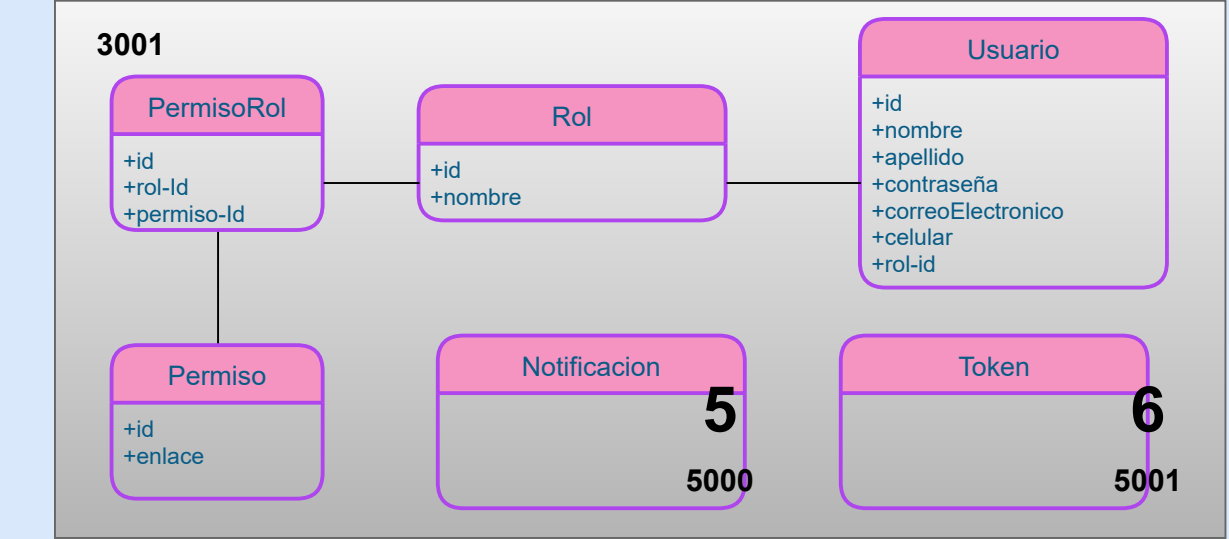 3001
PermisoRol
+id
+rol-Id
+permiso-Id
Rol
+id
+nombre
Usuario
+id
+nombre
+apellido
+contraseña
+correoElectronico
+celular
+rol-id
Permiso
+id
+enlace
Notificacion
5
5000
Token
6
5001